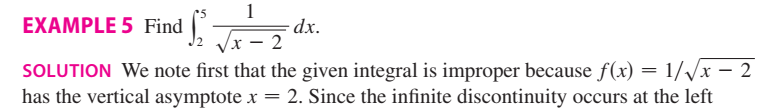 EXAMPLE 5 Find ∫₂⁵ 1/√(x − 2) dx.
SOLUTION We note first that the given integral is improper because f(x) = 1/√(x − 2)
has the vertical asymptote x = 2. Since the infinite discontinuity occurs at the left